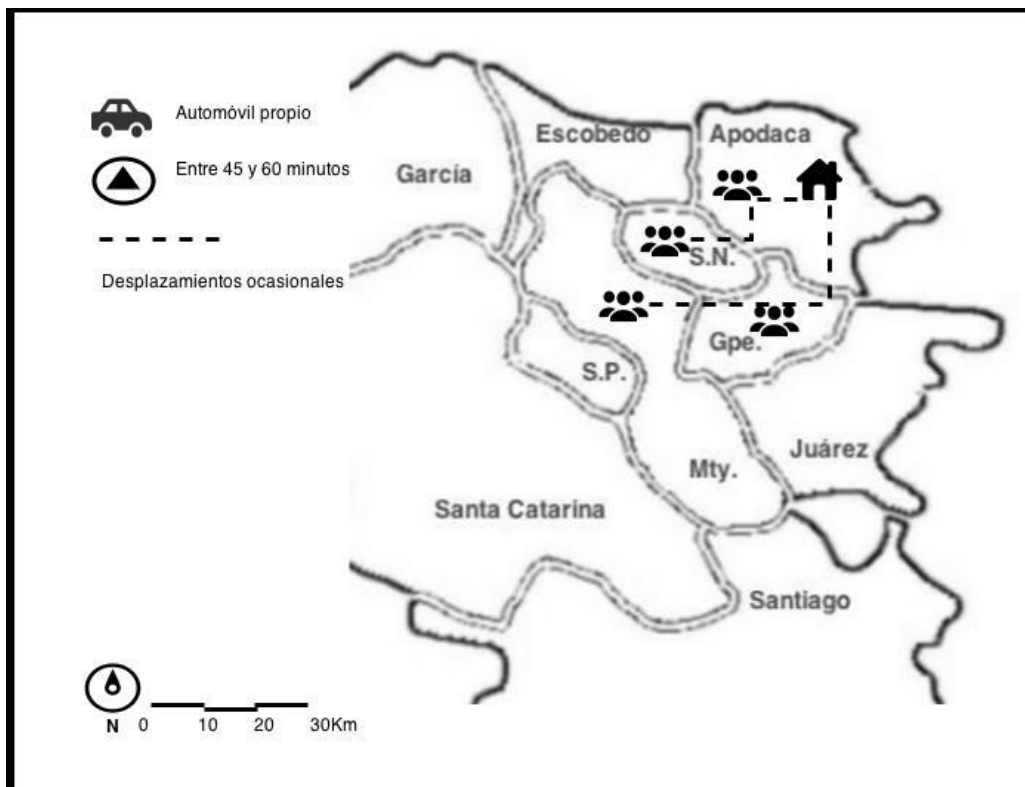 Automóvil propio
Entre 45 y 60 minutos
Desplazamientos ocasionales
Escobedo
Apodaca
García
S.N.
Gpe.
S.P.
Juárez
Mty.
Santa Catarina
Santiago
N 0 10 20 30Km